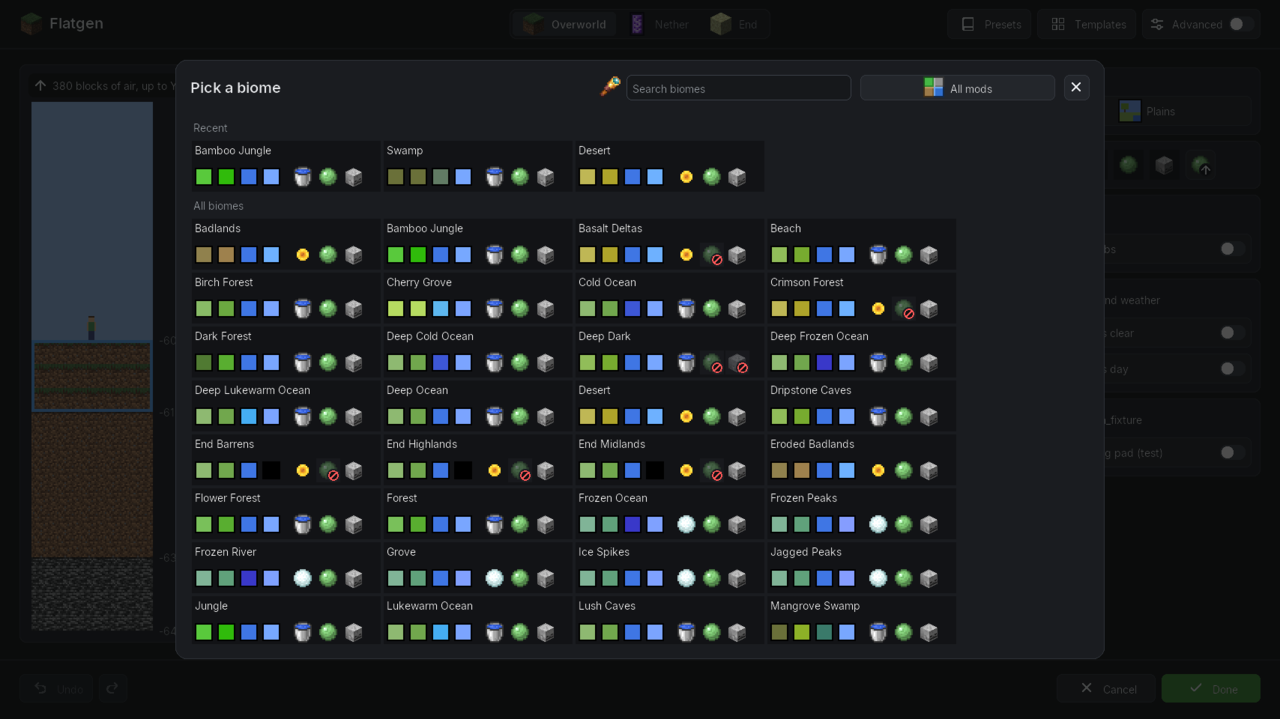 Flatgen
Overworld
Nether
End
Presets
Templates
Advanced
380 blocks of air, up to Y
Pick a biome
Search biomes
All mods
Plains
Recent
Bamboo Jungle
Swamp
Desert
All biomes
Badlands
Bamboo Jungle
Basalt Deltas
Beach
Birch Forest
Cherry Grove
Cold Ocean
Crimson Forest
Dark Forest
Deep Cold Ocean
Deep Dark
Deep Frozen Ocean
Deep Lukewarm Ocean
Deep Ocean
Desert
Dripstone Caves
End Barrens
End Highlands
End Midlands
Eroded Badlands
Flower Forest
Forest
Frozen Ocean
Frozen Peaks
Frozen River
Grove
Ice Spikes
Jagged Peaks
Jungle
Lukewarm Ocean
Lush Caves
Mangrove Swamp
-60
-61
-63
-64
bs
nd weather
s clear
day
_fixture
g pad (test)
Undo
Cancel
Done